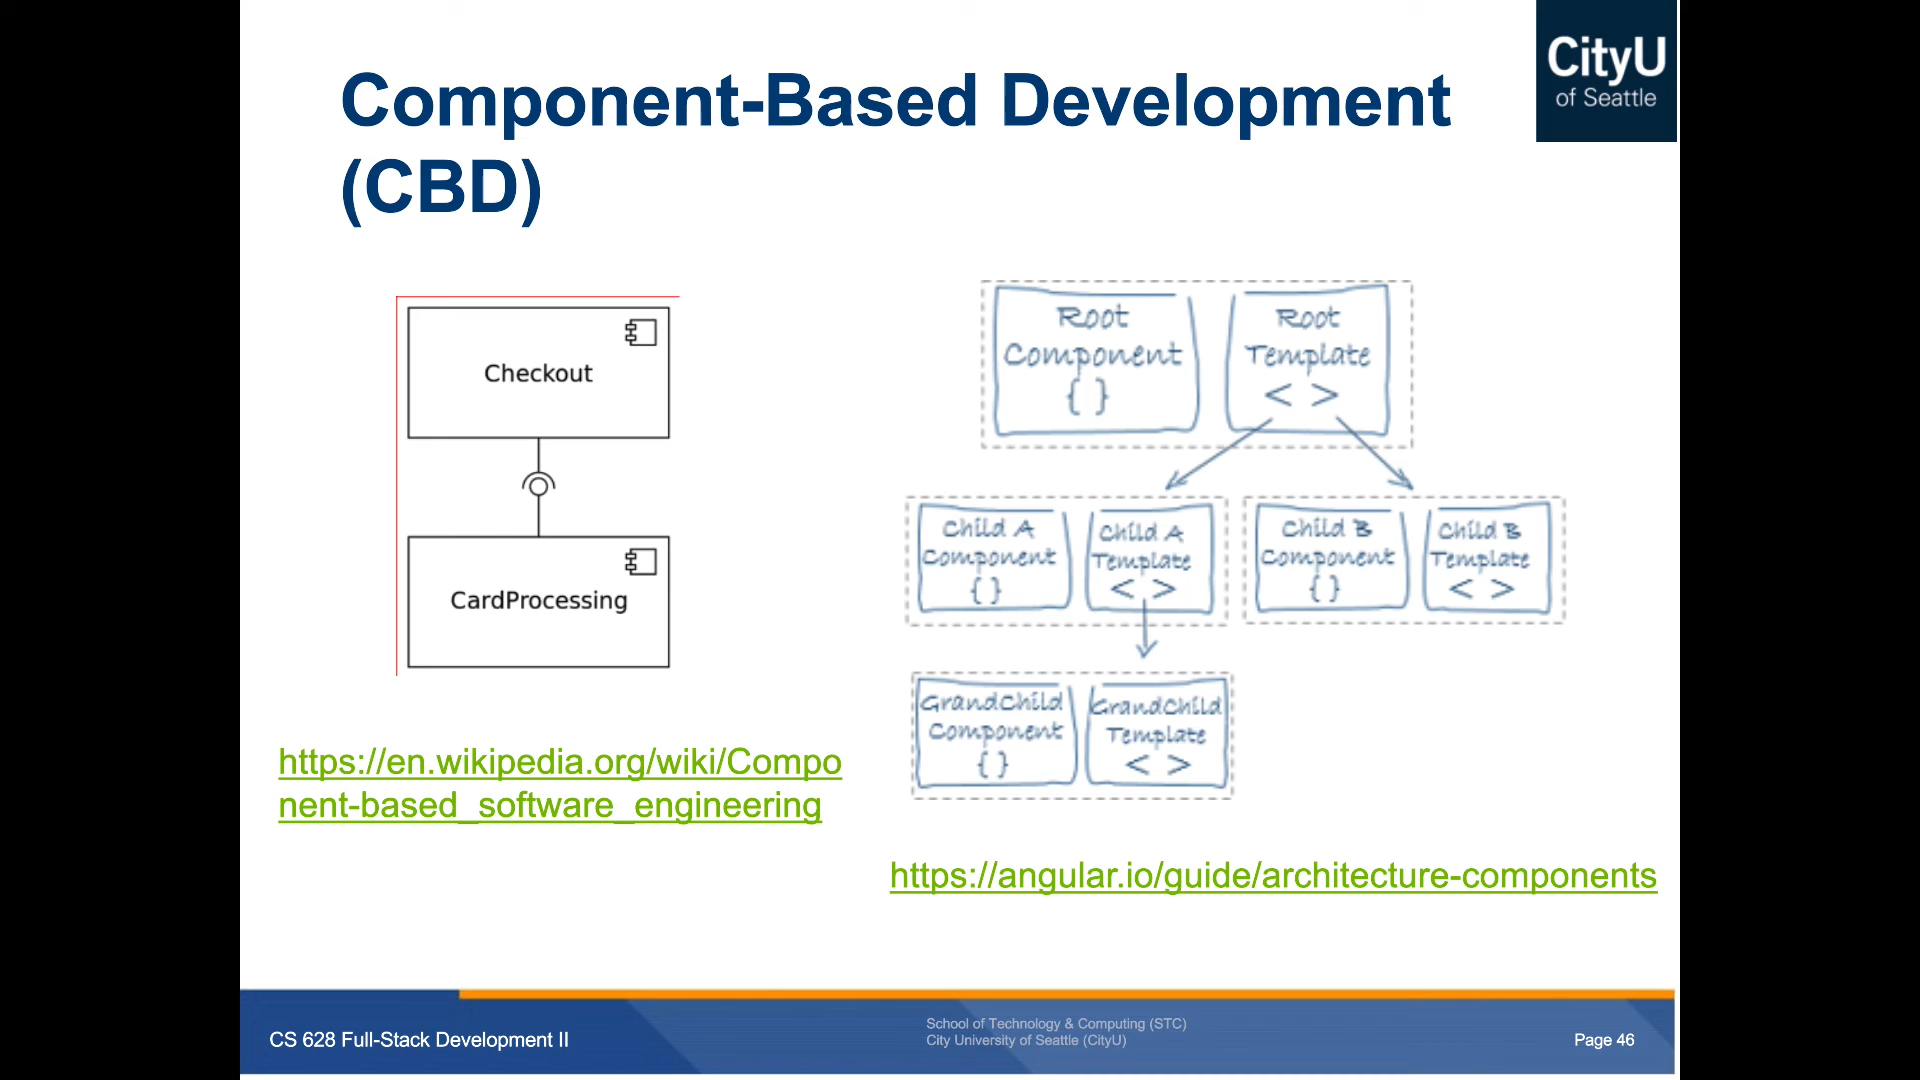 CityU
of Seattle
Component-Based Development
(CBD)
Checkout
CardProcessing
https://en.wikipedia.org/wiki/Compo
nent-based_software_engineering
Root
Component
{ }
Root
Template
< >
Child A
Component
{ }
Child A
Template
< >
Child B
Component
{ }
Child B
Template
< >
GrandChild
Component
{ }
GrandChild
Template
< >
https://angular.io/guide/architecture-components
CS 628 Full-Stack Development II
School of Technology & Computing (STC)
City University of Seattle (CityU)
Page 46